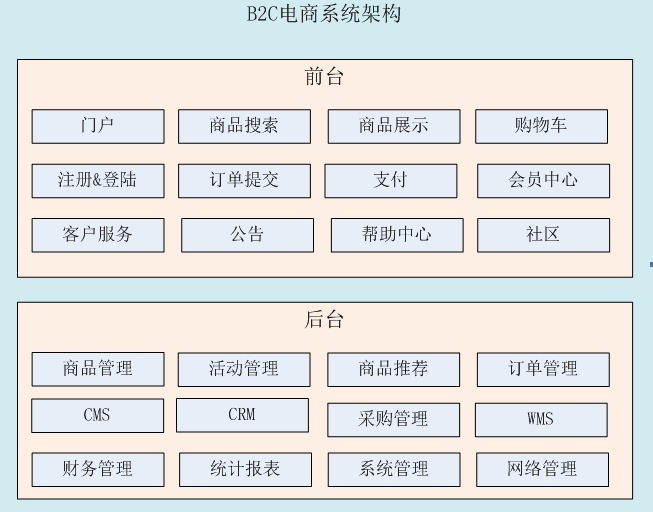 B2C电商系统架构
前台
门户 商品搜索 商品展示 购物车
注册&登陆 订单提交 支付 会员中心
客户服务 公告 帮助中心 社区
后台
商品管理 活动管理 商品推荐 订单管理
CMS CRM 采购管理 WMS
财务管理 统计报表 系统管理 网络管理